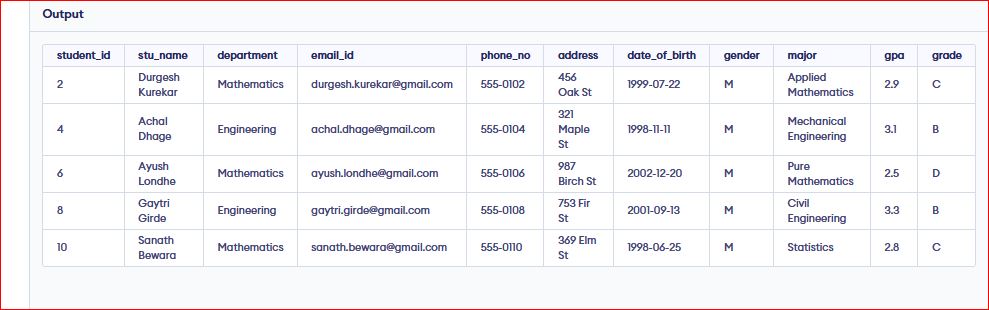 Output
student_id stu_name department email_id phone_no address date_of_birth gender major gpa grade
2 Durgesh Kurekar Mathematics durgesh.kurekar@gmail.com 555-0102 456 Oak St 1999-07-22 M Applied Mathematics 2.9 C
4 Achal Dhage Engineering achal.dhage@gmail.com 555-0104 321 Maple St 1998-11-11 M Mechanical Engineering 3.1 B
6 Ayush Londhe Mathematics ayush.londhe@gmail.com 555-0106 987 Birch St 2002-12-20 M Pure Mathematics 2.5 D
8 Gaytri Girde Engineering gaytri.girde@gmail.com 555-0108 753 Fir St 2001-09-13 M Civil Engineering 3.3 B
10 Sanath Bewara Mathematics sanath.bewara@gmail.com 555-0110 369 Elm St 1998-06-25 M Statistics 2.8 C